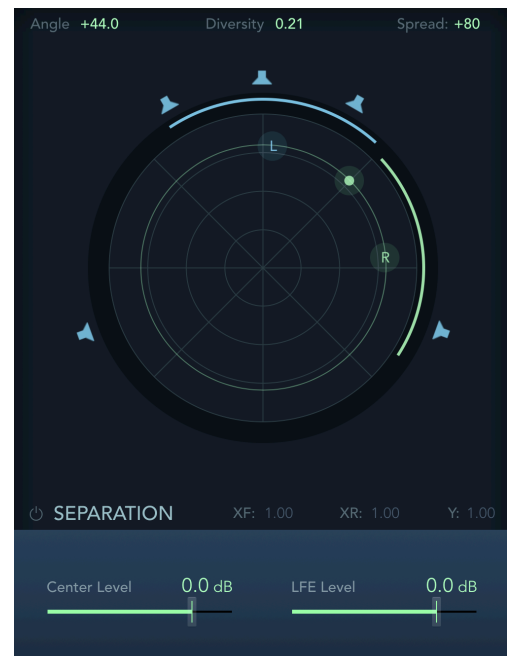 Angle +44.0 Diversity 0.21 Spread: +80
L
R
SEPARATION XF: 1.00 XR: 1.00 Y: 1.00
Center Level 0.0 dB LFE Level 0.0 dB